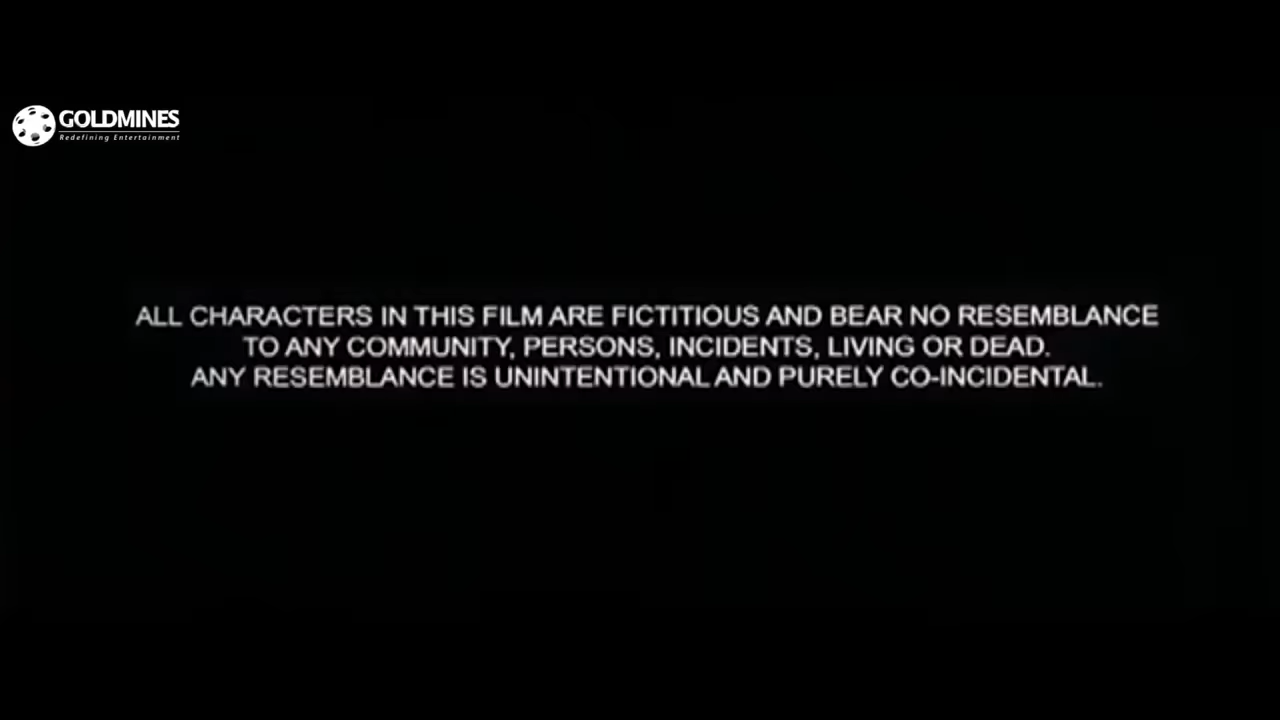 GOLDMINES
Redefining Entertainment
ALL CHARACTERS IN THIS FILM ARE FICTITIOUS AND BEAR NO RESEMBLANCE
TO ANY COMMUNITY, PERSONS, INCIDENTS, LIVING OR DEAD.
ANY RESEMBLANCE IS UNINTENTIONAL AND PURELY CO-INCIDENTAL.